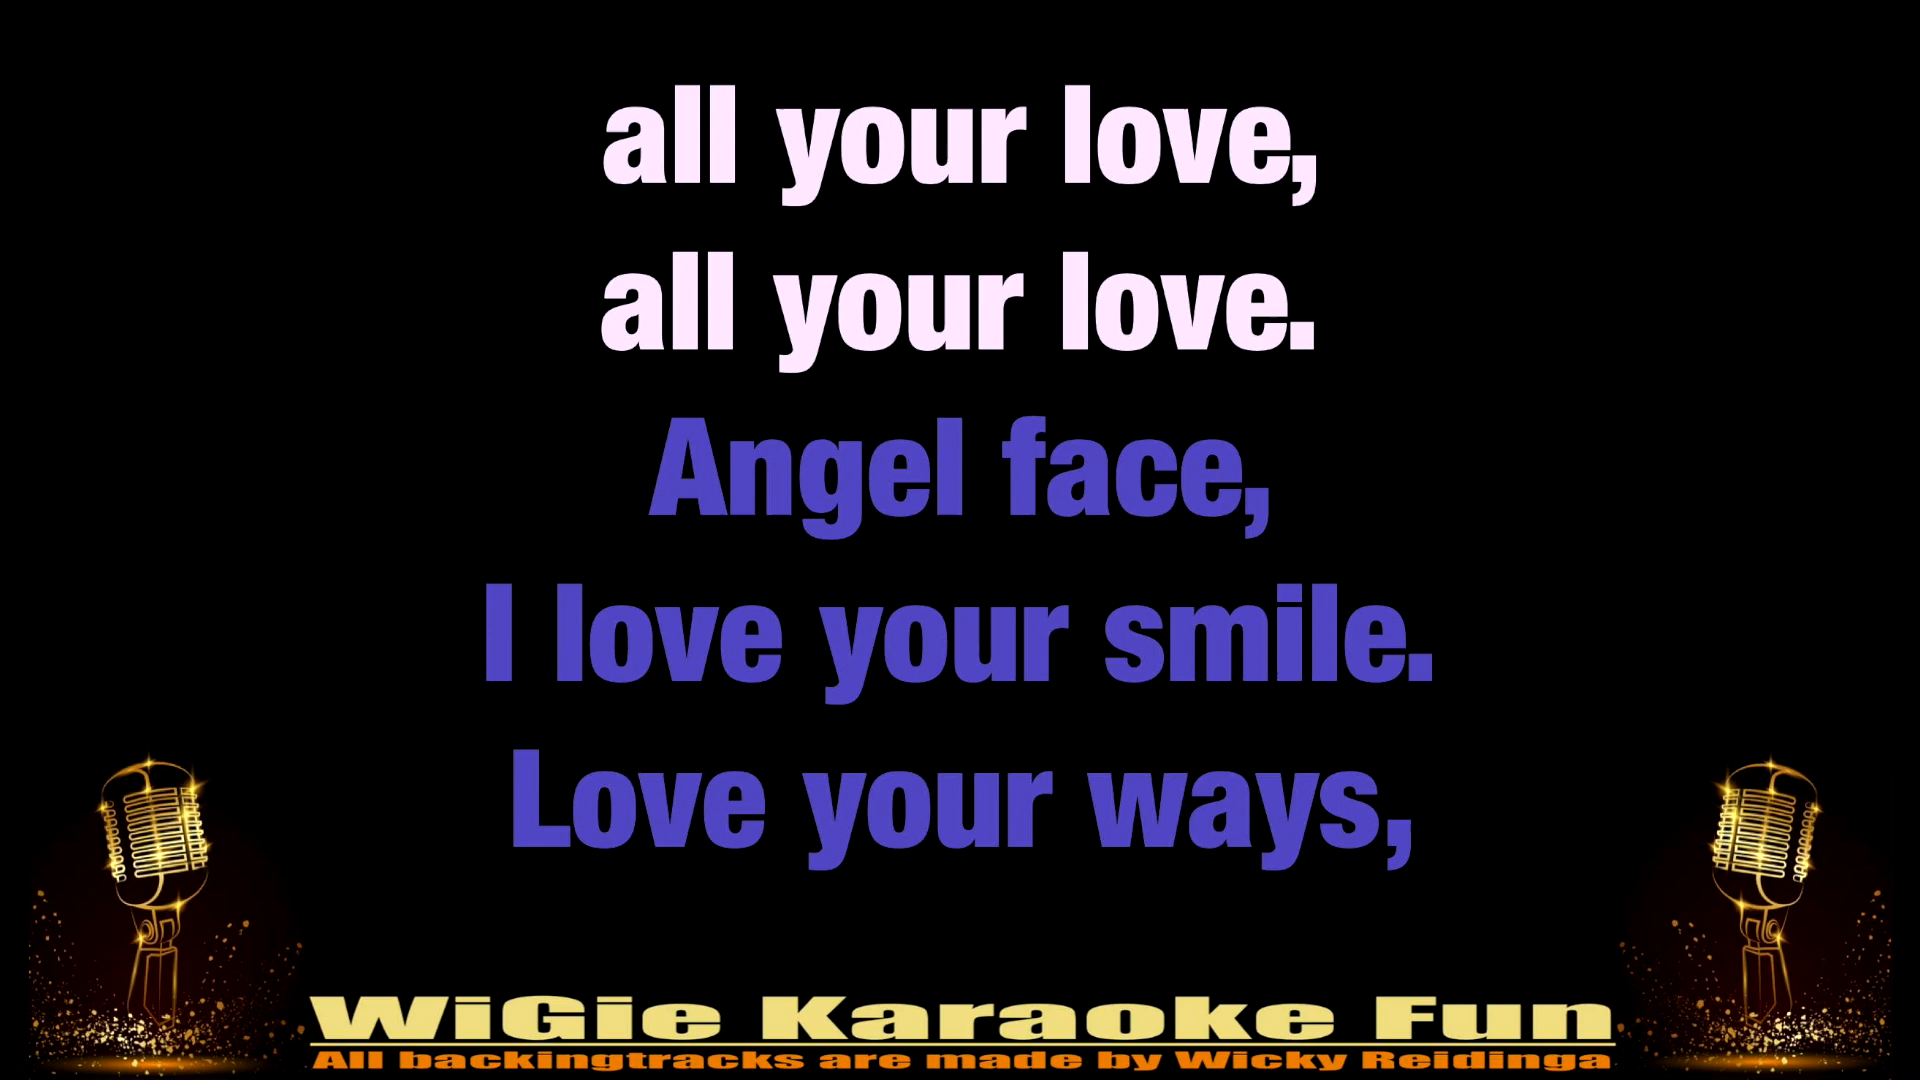 all your love,
all your love.
Angel face,
I love your smile.
Love your ways,
WiGie Karaoke Fun
All backingtracks are made by Wicky Reidinga